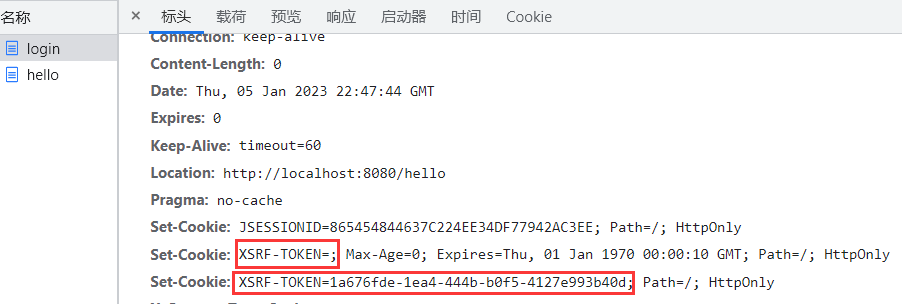 名称
× 标头 载荷 预览 响应 启动器 时间 Cookie
login
hello
Connection: keep-alive
Content-Length: 0
Date: Thu, 05 Jan 2023 22:47:44 GMT
Expires: 0
Keep-Alive: timeout=60
Location: http://localhost:8080/hello
Pragma: no-cache
Set-Cookie: JSESSIONID=865454844637C224EE34DF77942AC3EE; Path=/; HttpOnly
Set-Cookie: XSRF-TOKEN=; Max-Age=0; Expires=Thu, 01 Jan 1970 00:00:10 GMT; Path=/; HttpOnly
Set-Cookie: XSRF-TOKEN=1a676fde-1ea4-444b-b0f5-4127e993b40d; Path=/; HttpOnly